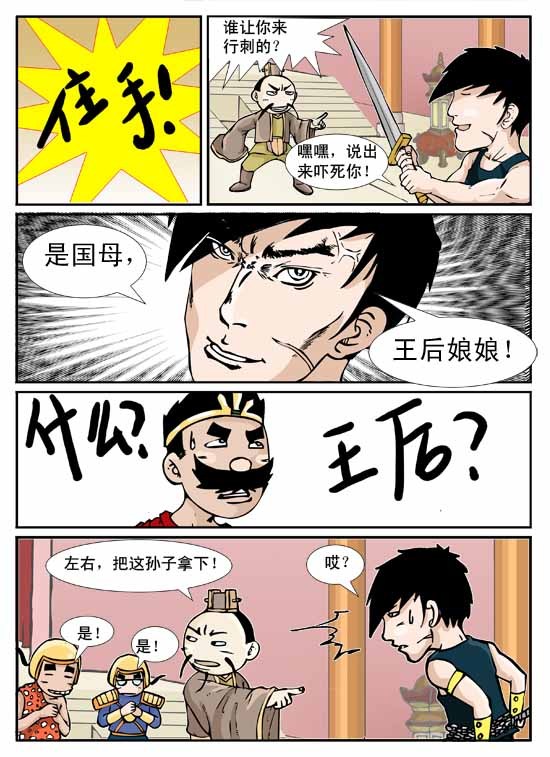 住手!
谁让你来
行刺的?
嘿嘿,说出
来吓死你!
是国母,
王后娘娘!
什么?
王后?
左右,把这孙子拿下!
是!
是!
哎?